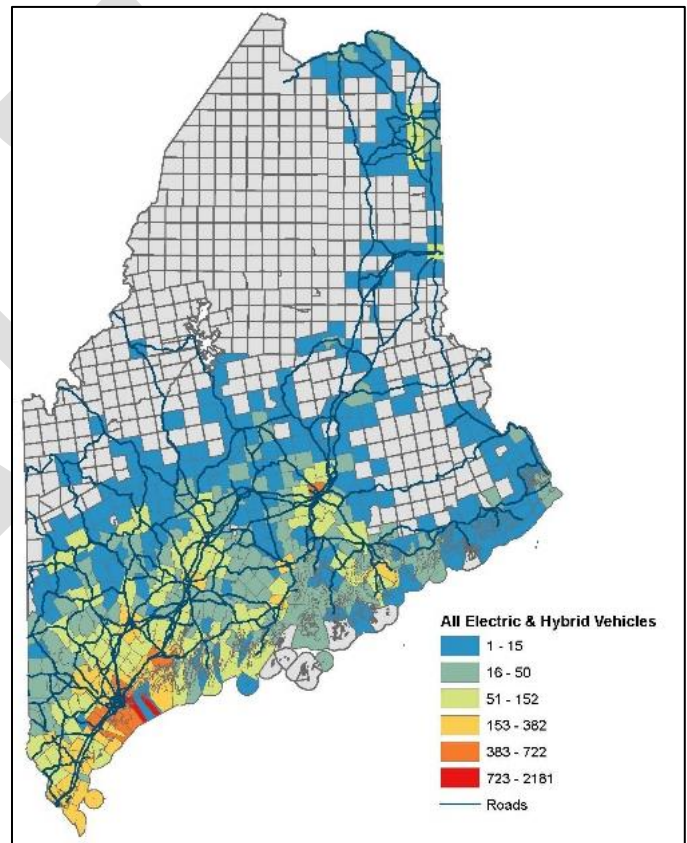 All Electric & Hybrid Vehicles
1 - 15
16 - 50
51 - 152
153 - 382
383 - 722
723 - 2181
Roads